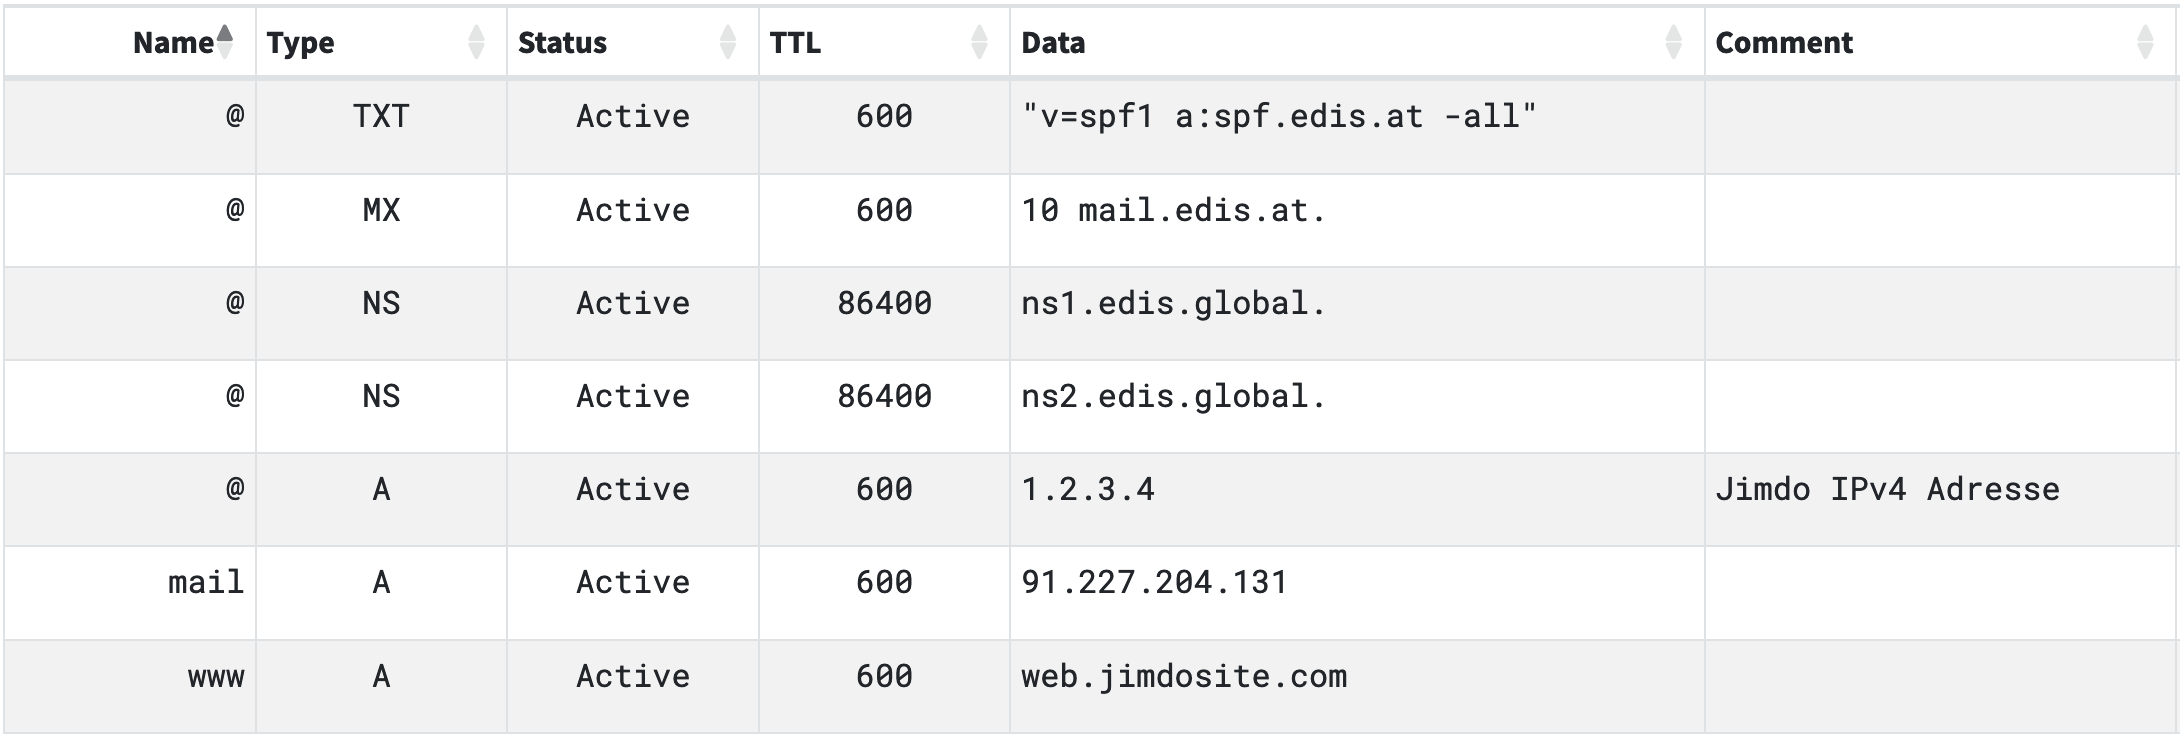 Name Type Status TTL Data Comment
@ TXT Active 600 "v=spf1 a:spf.edis.at -all"
@ MX Active 600 10 mail.edis.at.
@ NS Active 86400 ns1.edis.global.
@ NS Active 86400 ns2.edis.global.
@ A Active 600 1.2.3.4 Jimdo IPv4 Adresse
mail A Active 600 91.227.204.131
www A Active 600 web.jimdosite.com